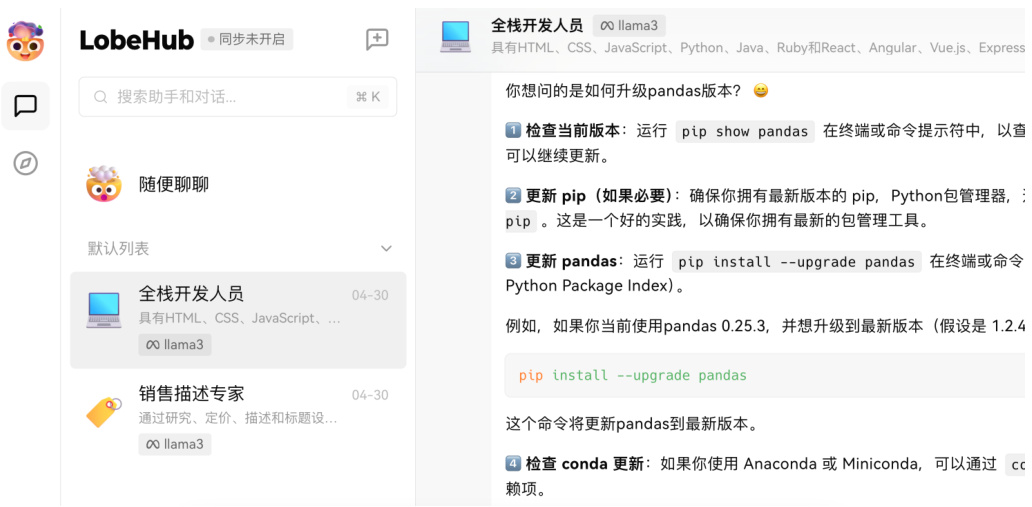 LobeHub 同步未开启
搜索助手和对话... ⌘ K
随便聊聊
默认列表
全栈开发人员 04-30
具有HTML、CSS、JavaScript、...
llama3
销售描述专家 04-30
通过研究、定价、描述和标题设...
llama3
全栈开发人员 llama3
具有HTML、CSS、JavaScript、Python、Java、Ruby和React、Angular、Vue.js、Express
你想问的是如何升级pandas版本？ 😄
1️⃣ 检查当前版本：运行 pip show pandas 在终端或命令提示符中，以查
可以继续更新。
2️⃣ 更新 pip（如果必要）：确保你拥有最新版本的 pip，Python包管理器，
pip 。这是一个好的实践，以确保你拥有最新的包管理工具。
3️⃣ 更新 pandas：运行 pip install --upgrade pandas 在终端或命令
Python Package Index）。
例如，如果你当前使用pandas 0.25.3，并想升级到最新版本（假设是 1.2.4
pip install --upgrade pandas
这个命令将更新pandas到最新版本。
4️⃣ 检查 conda 更新：如果你使用 Anaconda 或 Miniconda，可以通过 co
赖项。